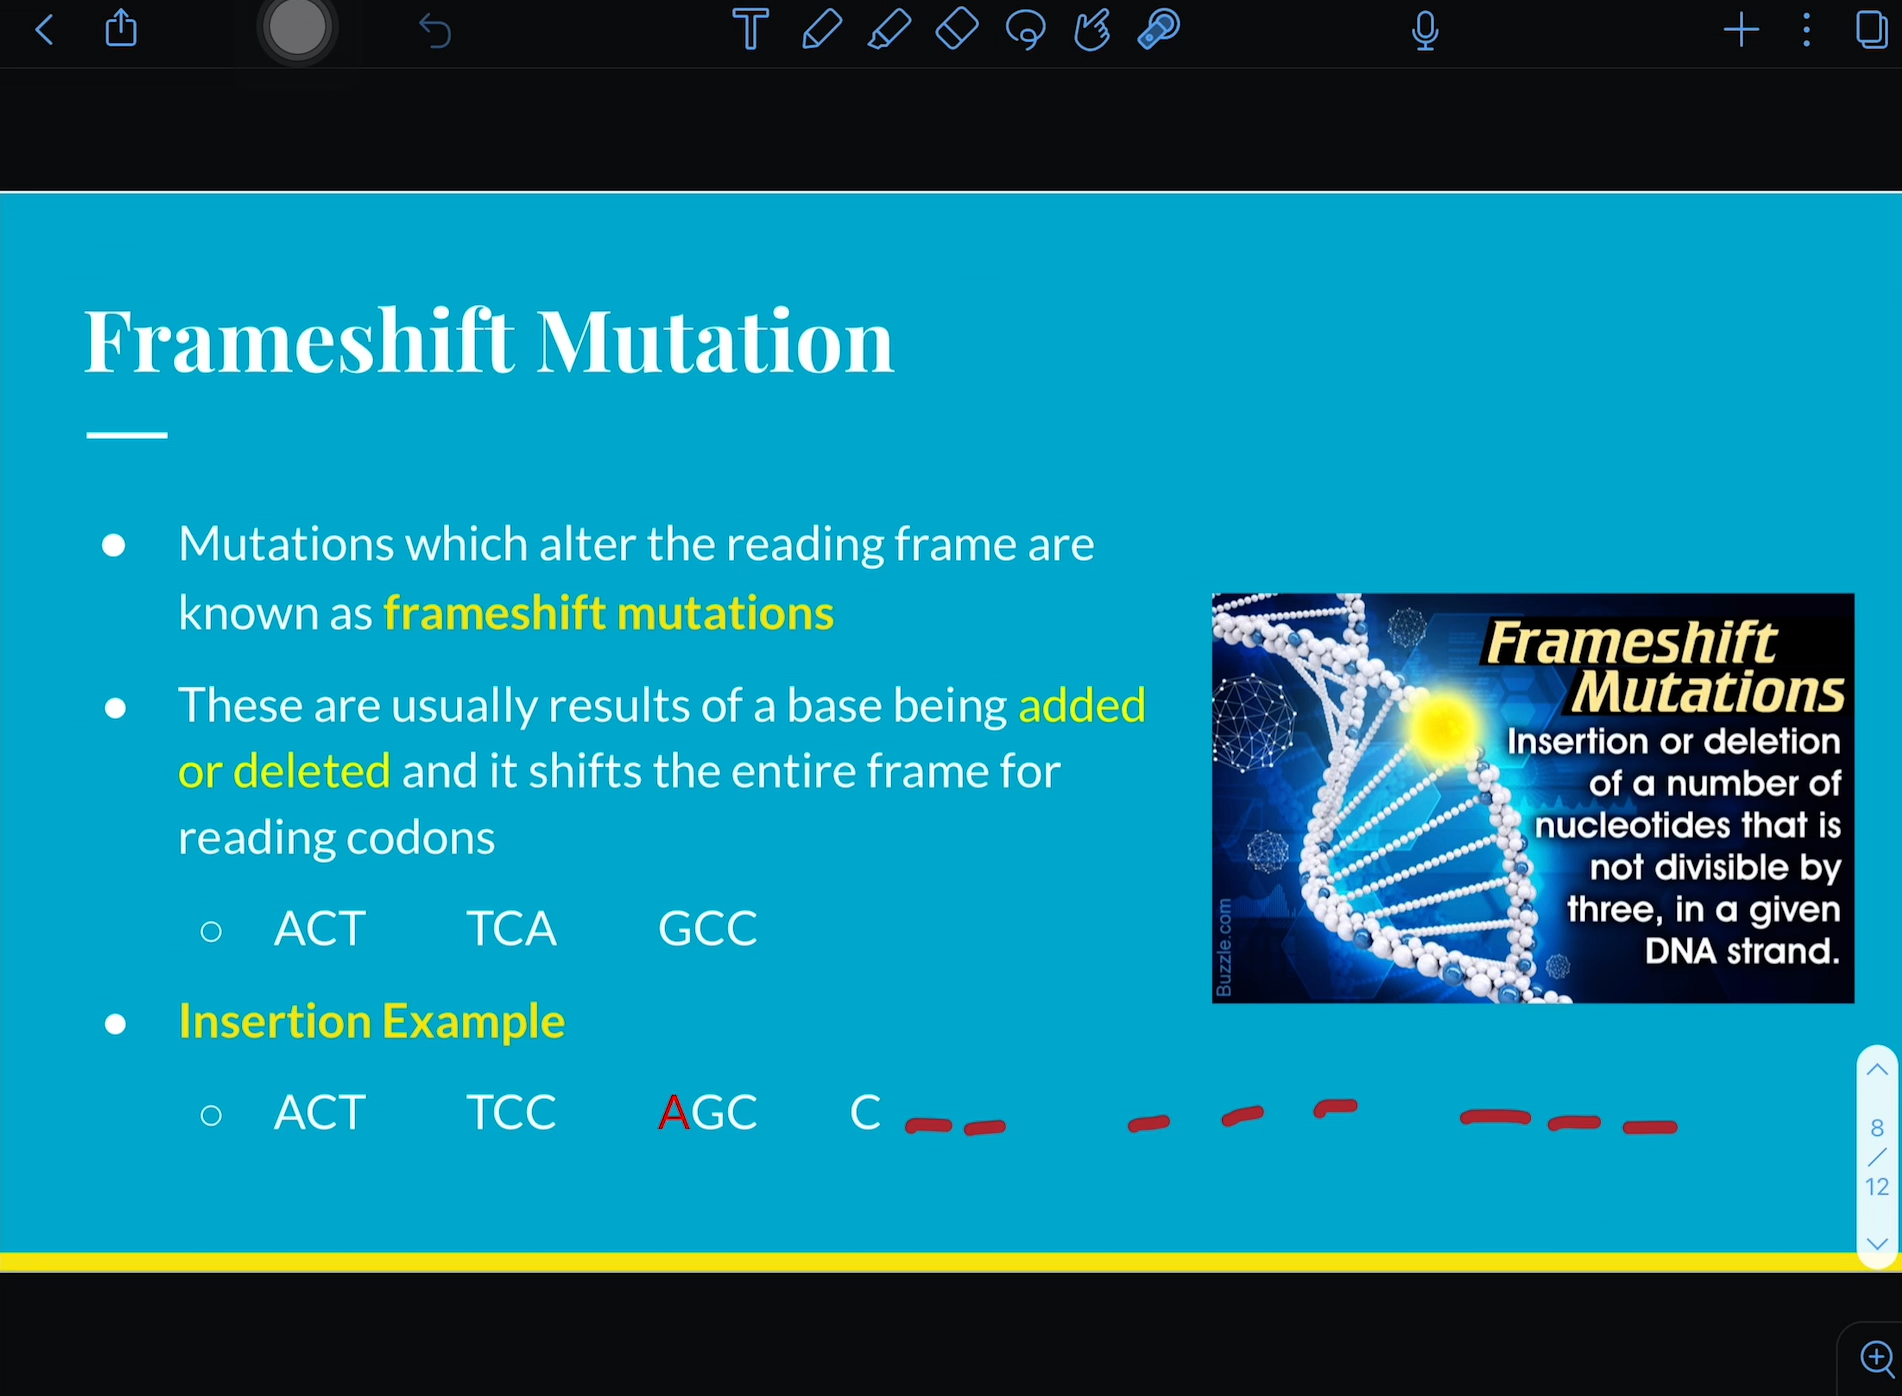 Frameshift Mutation
● Mutations which alter the reading frame are
known as frameshift mutations
● These are usually results of a base being added
or deleted and it shifts the entire frame for
reading codons
○ ACT TCA GCC
● Insertion Example
○ ACT TCC AGC C
Frameshift
Mutations
Insertion or deletion
of a number of
nucleotides that is
not divisible by
three, in a given
DNA strand.
Buzzle.com
8
/
12